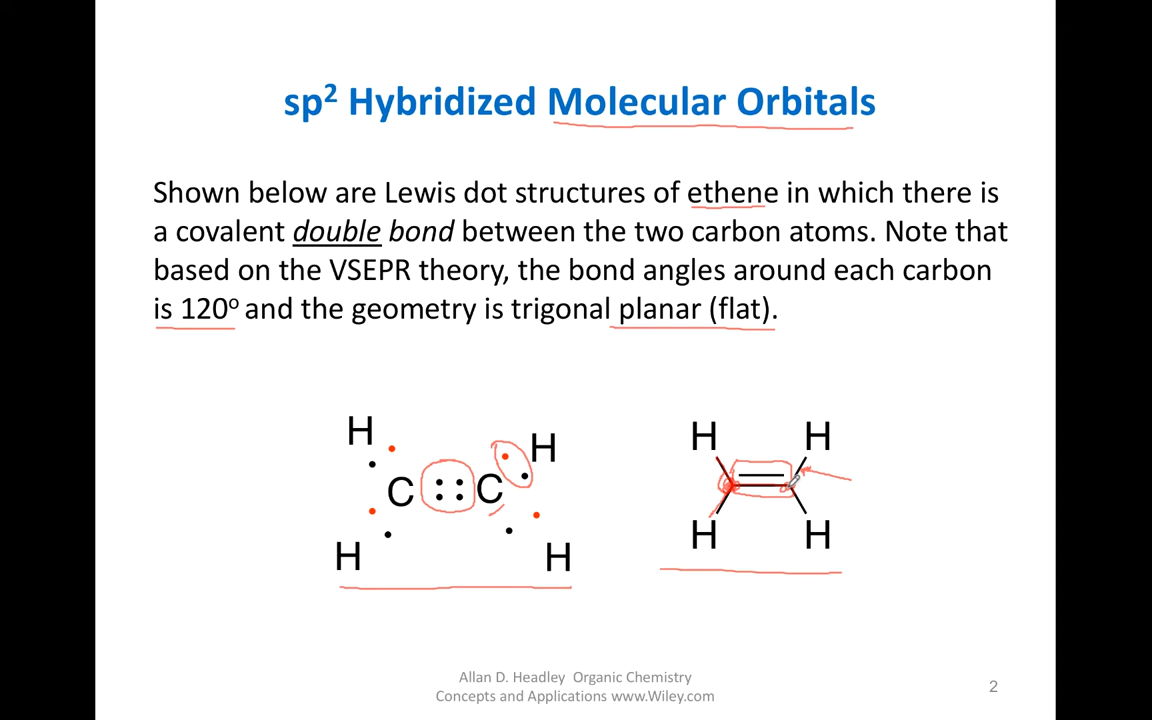 sp² Hybridized Molecular Orbitals
Shown below are Lewis dot structures of ethene in which there is
a covalent double bond between the two carbon atoms. Note that
based on the VSEPR theory, the bond angles around each carbon
is 120º and the geometry is trigonal planar (flat).
H H
C :: C
H H
H H
H H
Allan D. Headley Organic Chemistry
Concepts and Applications www.Wiley.com
2